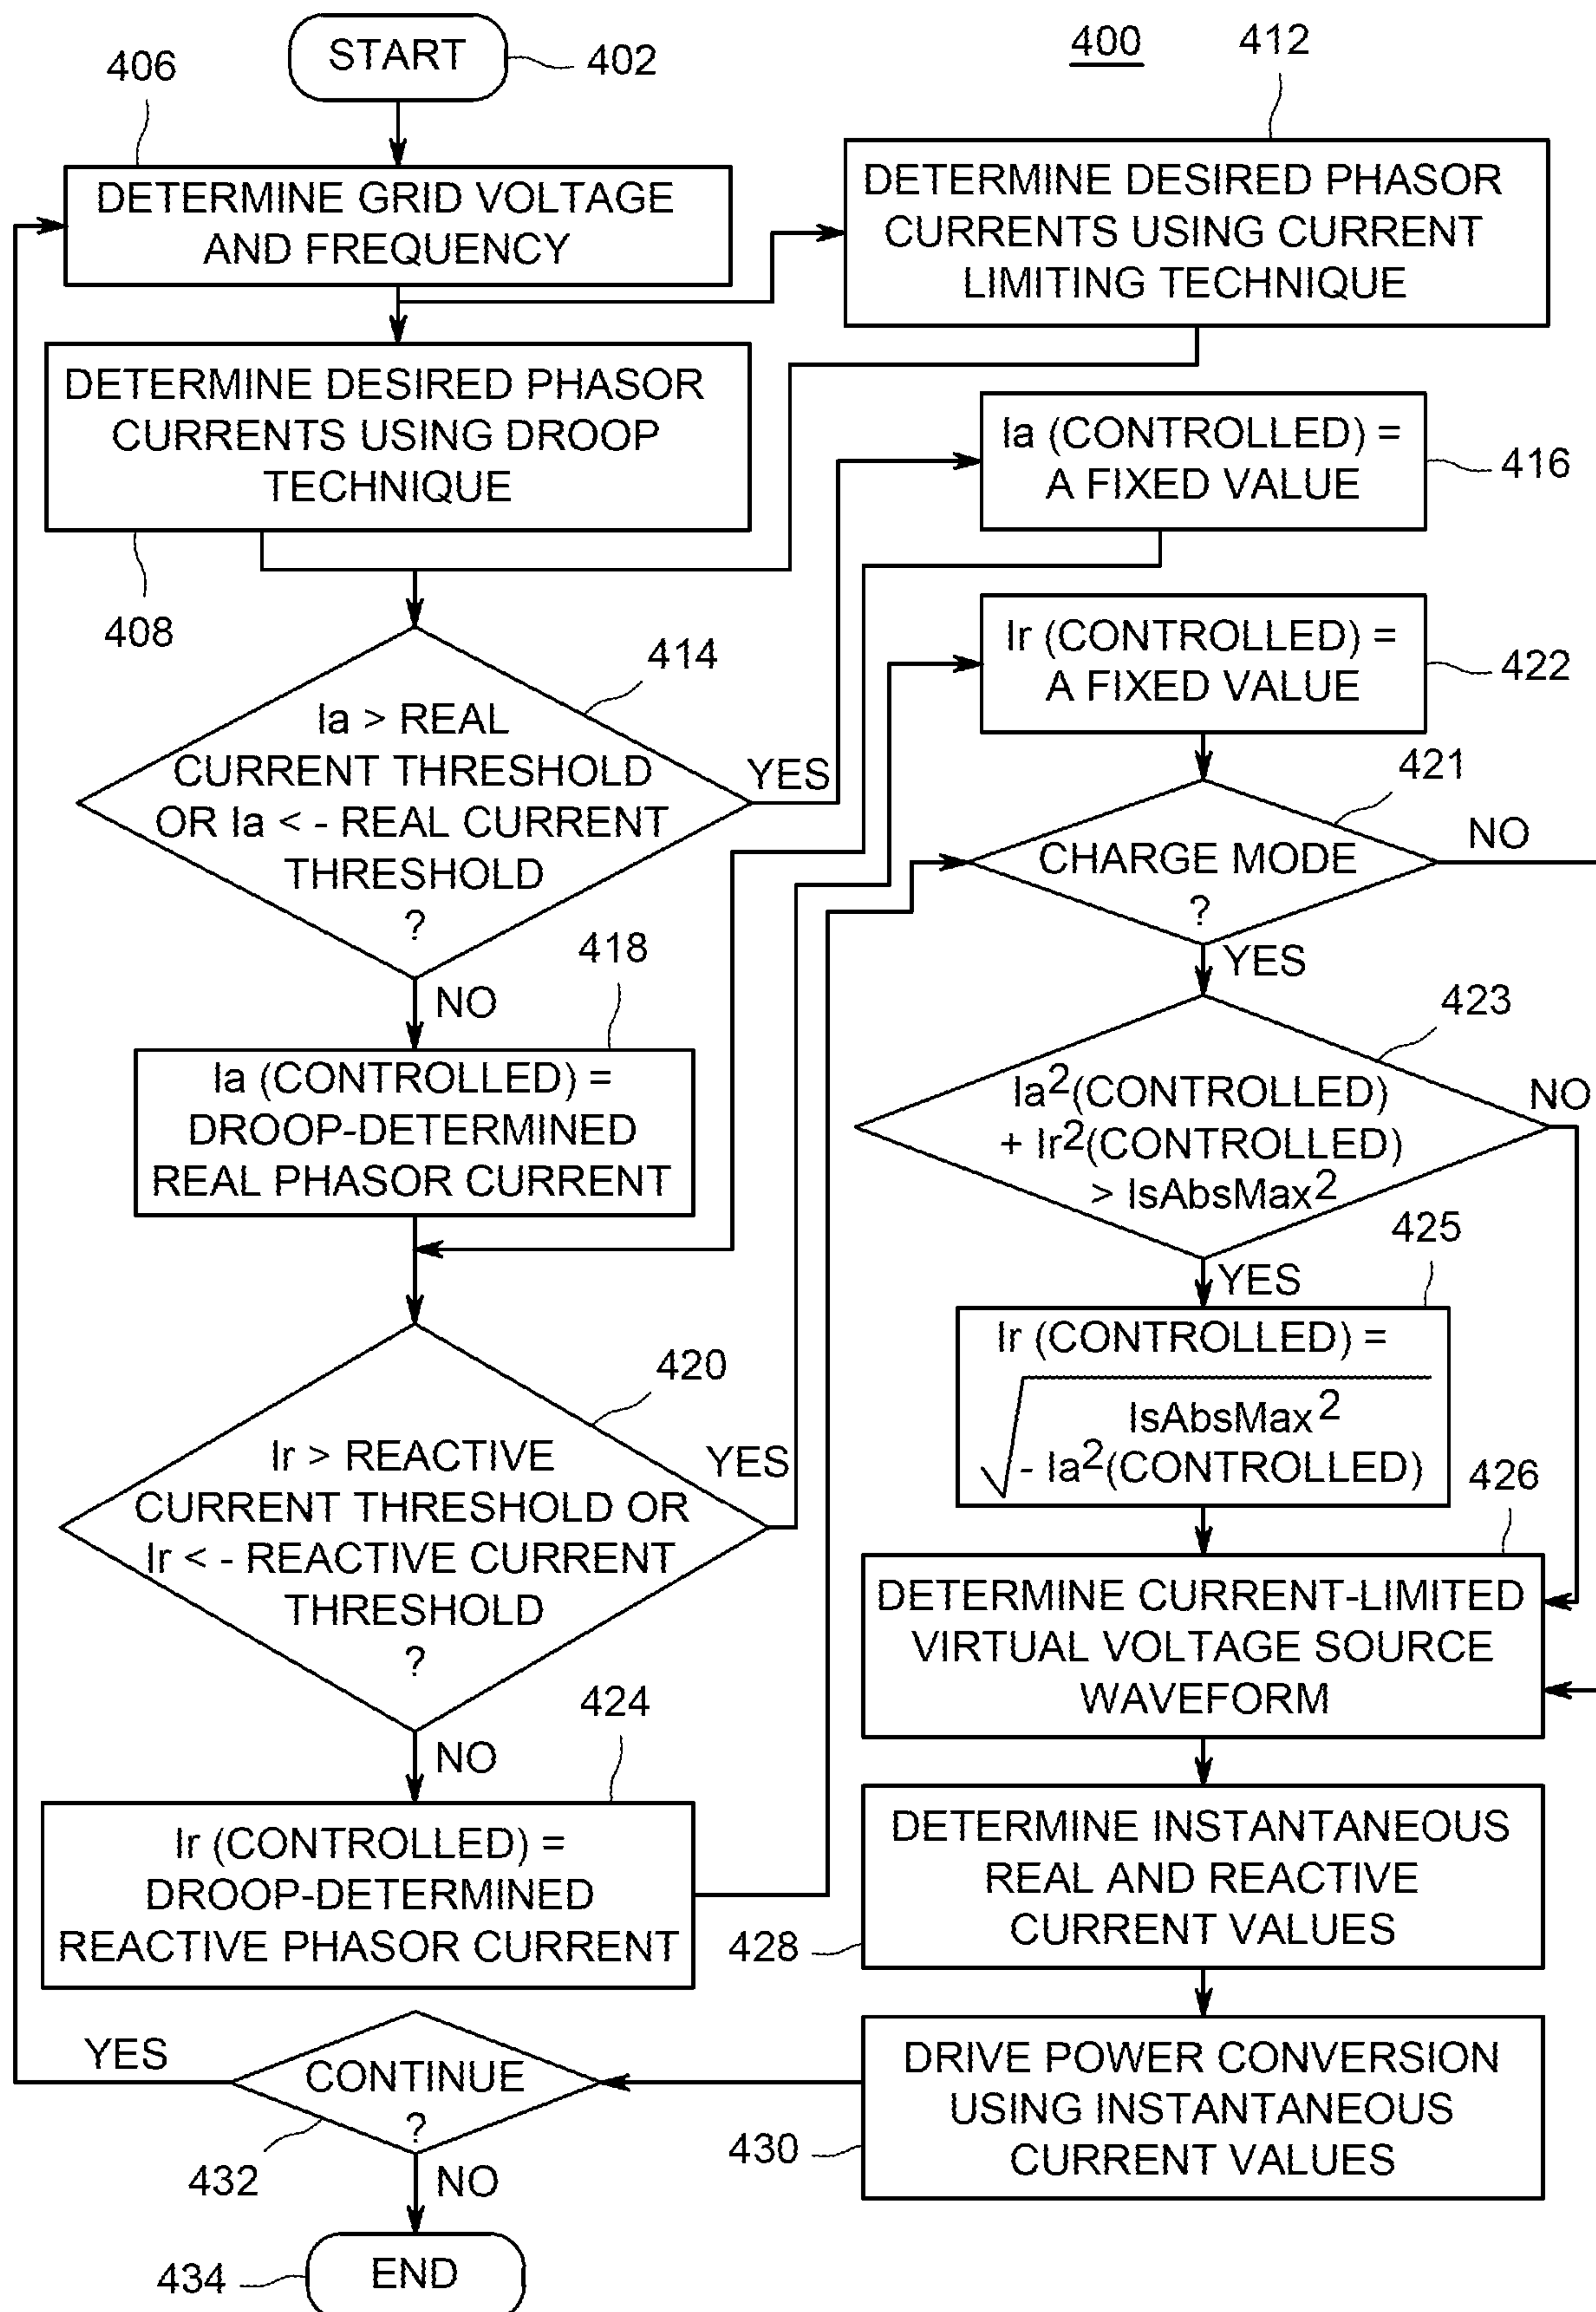 400
START
402
406
DETERMINE GRID VOLTAGE
AND FREQUENCY
412
DETERMINE DESIRED PHASOR
CURRENTS USING CURRENT
LIMITING TECHNIQUE
DETERMINE DESIRED PHASOR
CURRENTS USING DROOP
TECHNIQUE
408
Ia > REAL
CURRENT THRESHOLD
OR Ia < - REAL CURRENT
THRESHOLD
?
414
YES
NO
Ia (CONTROLLED) =
A FIXED VALUE
416
418
Ia (CONTROLLED) =
DROOP-DETERMINED
REAL PHASOR CURRENT
420
Ir > REACTIVE
CURRENT THRESHOLD OR
Ir < - REACTIVE CURRENT
THRESHOLD
?
YES
NO
Ir (CONTROLLED) =
A FIXED VALUE
422
424
Ir (CONTROLLED) =
DROOP-DETERMINED
REACTIVE PHASOR CURRENT
421
CHARGE MODE
?
NO
YES
423
Ia²(CONTROLLED)
+ Ir²(CONTROLLED)
> IsAbsMax²
NO
YES
425
Ir (CONTROLLED) =
√ IsAbsMax²
- Ia²(CONTROLLED)
426
DETERMINE CURRENT-LIMITED
VIRTUAL VOLTAGE SOURCE
WAVEFORM
DETERMINE INSTANTANEOUS
REAL AND REACTIVE
CURRENT VALUES
428
DRIVE POWER CONVERSION
USING INSTANTANEOUS
CURRENT VALUES
430
CONTINUE
?
432
YES
NO
END
434